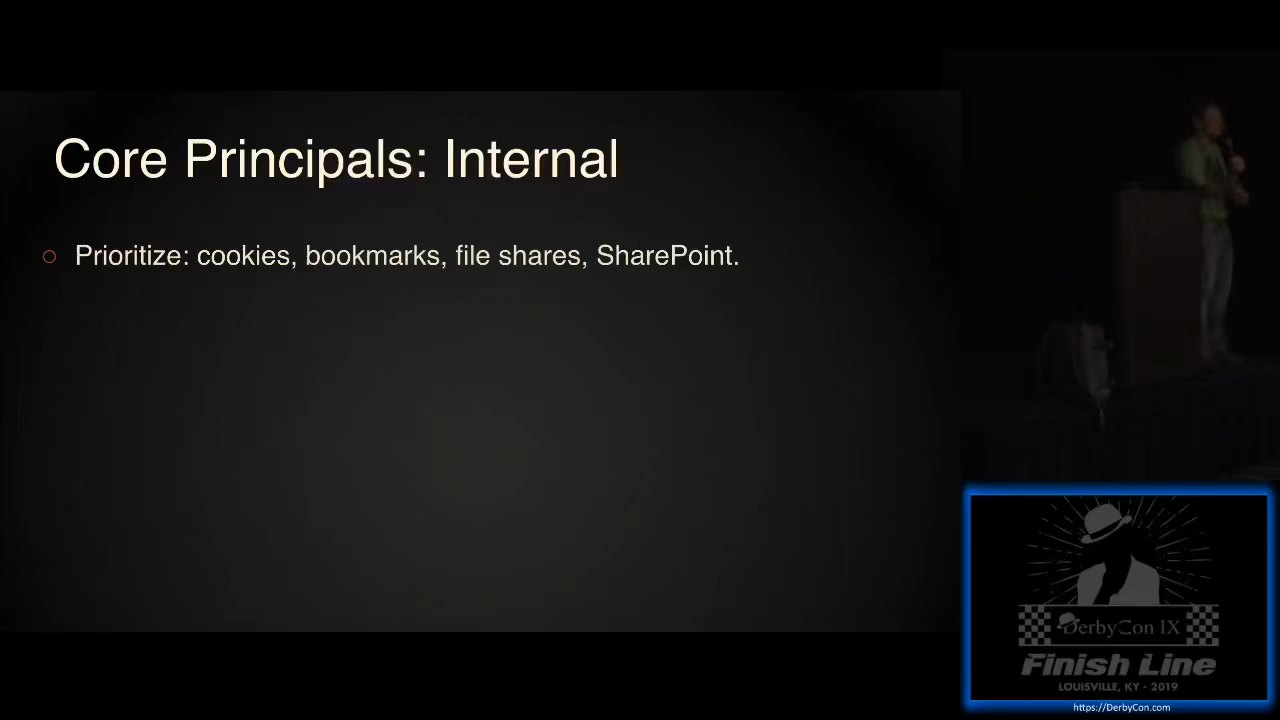 Core Principals: Internal
Prioritize: cookies, bookmarks, file shares, SharePoint.
DerbyCon IX
Finish Line
LOUISVILLE, KY - 2019
https://DerbyCon.com